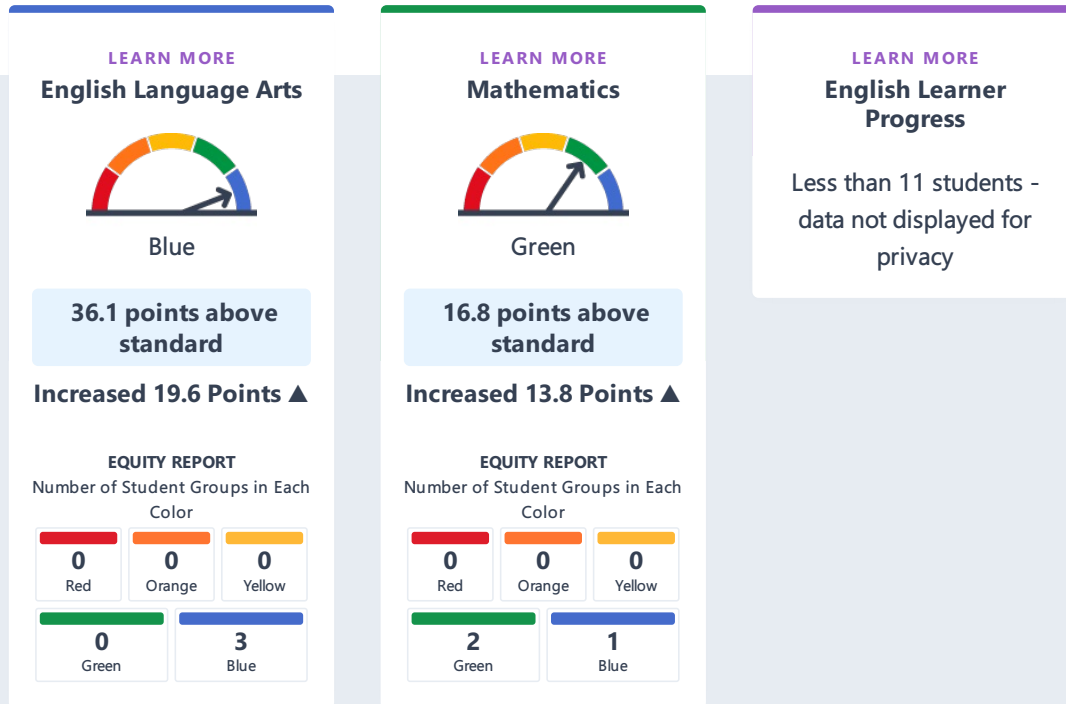 LEARN MORE
English Language Arts
Blue
36.1 points above
standard
Increased 19.6 Points ▲
EQUITY REPORT
Number of Student Groups in Each
Color
0
Red
0
Orange
0
Yellow
0
Green
3
Blue
LEARN MORE
Mathematics
Green
16.8 points above
standard
Increased 13.8 Points ▲
EQUITY REPORT
Number of Student Groups in Each
Color
0
Red
0
Orange
0
Yellow
2
Green
1
Blue
LEARN MORE
English Learner
Progress
Less than 11 students -
data not displayed for
privacy